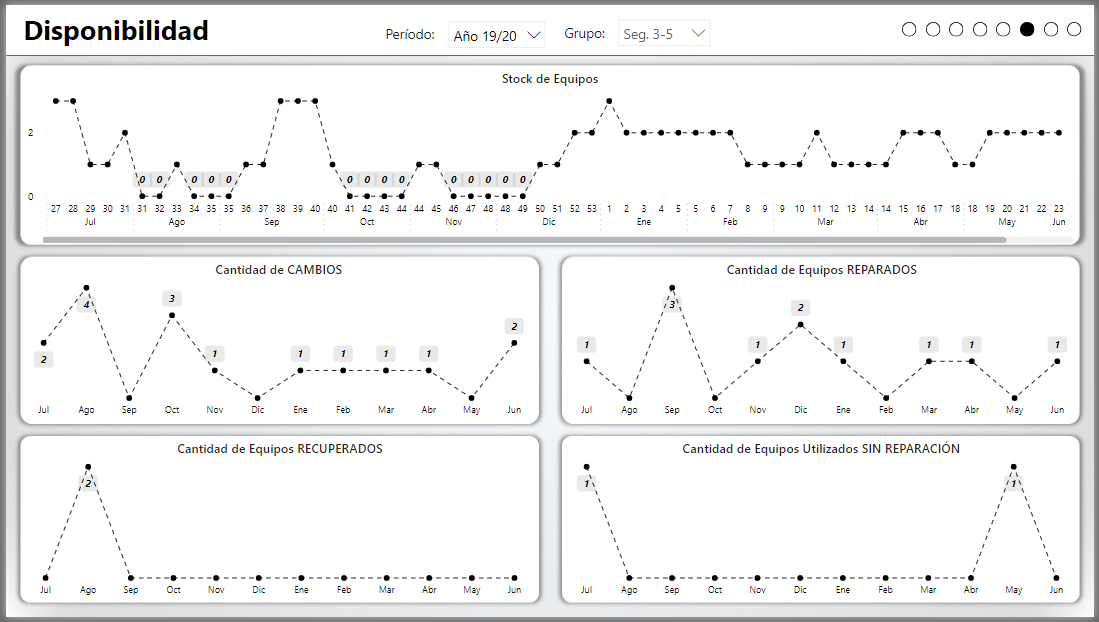 Disponibilidad
Período: Año 19/20 Grupo: Seg. 3-5
Stock de Equipos
2
0 0 0 0 0 0 0 0 0 0 0 0 0 0
0
27 28 29 30 31 31 32 33 34 35 35 36 37 38 39 40 40 41 42 43 44 44 45 46 47 48 48 49 50 51 52 53 1 2 3 4 5 5 6 7 8 9 9 10 11 12 13 14 14 15 16 17 18 19 20 21 22 23
Jul Ago Sep Oct Nov Dic Ene Feb Mar Abr May Jun
Cantidad de CAMBIOS
2 4 3 1 1 1 1 1 2
Jul Ago Sep Oct Nov Dic Ene Feb Mar Abr May Jun
Cantidad de Equipos REPARADOS
1 3 1 2 1 1 1 1
Jul Ago Sep Oct Nov Dic Ene Feb Mar Abr May Jun
Cantidad de Equipos RECUPERADOS
2
Jul Ago Sep Oct Nov Dic Ene Feb Mar Abr May Jun
Cantidad de Equipos Utilizados SIN REPARACIÓN
1 1
Jul Ago Sep Oct Nov Dic Ene Feb Mar Abr May Jun